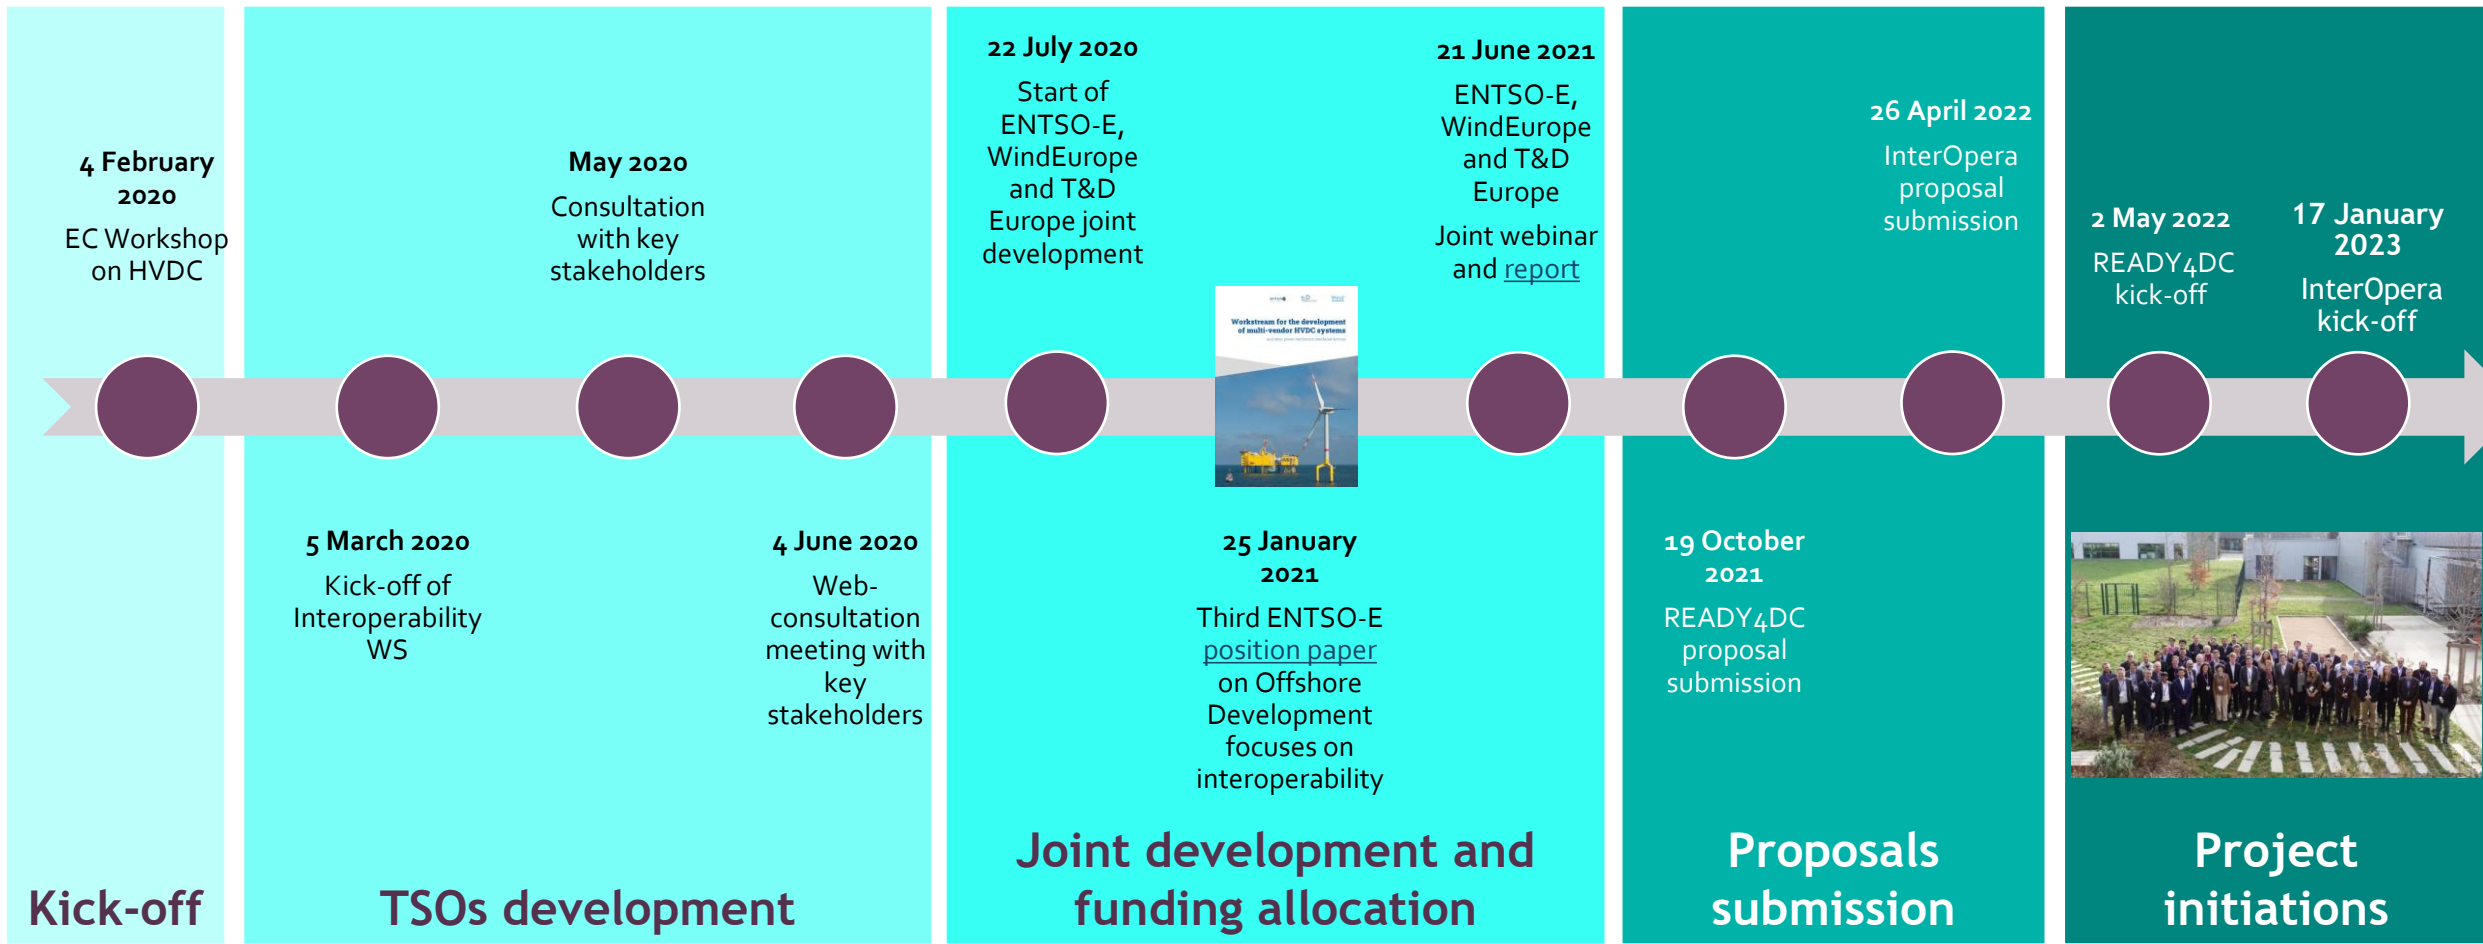 4 February
2020
EC Workshop
on HVDC
5 March 2020
Kick-off of
Interoperability
WS
May 2020
Consultation
with key
stakeholders
4 June 2020
Web-
consultation
meeting with
key
stakeholders
22 July 2020
Start of
ENTSO-E,
WindEurope
and T&D
Europe joint
development
Workstream for the development
of multi-vendor HVDC systems
25 January
2021
Third ENTSO-E
position paper
on Offshore
Development
focuses on
interoperability
21 June 2021
ENTSO-E,
WindEurope
and T&D
Europe
Joint webinar
and report
19 October
2021
READY4DC
proposal
submission
26 April 2022
InterOpera
proposal
submission
2 May 2022
READY4DC
kick-off
17 January
2023
InterOpera
kick-off
Kick-off
TSOs development
Joint development and
funding allocation
Proposals
submission
Project
initiations